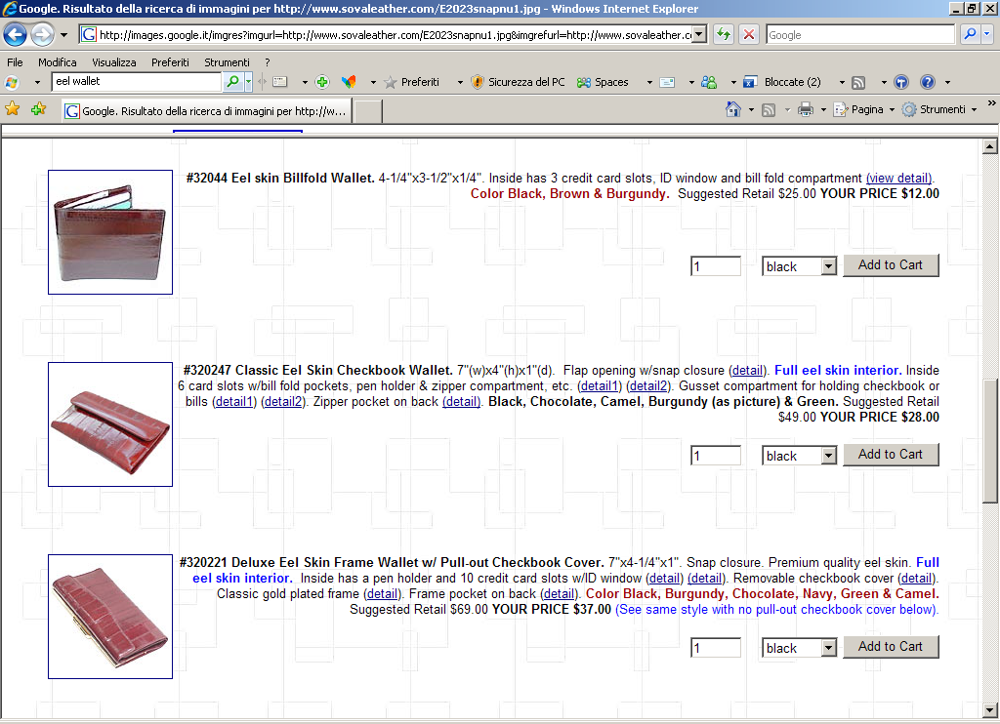 Google. Risultato della ricerca di immagini per http://www.sovaleather.com/E2023snapnu1.jpg - Windows Internet Explorer
http://images.google.it/imgres?imgurl=http://www.sovaleather.com/E2023snapnu1.jpg&imgrefurl=http://www.sovaleather.cc
Google
File Modifica Visualizza Preferiti Strumenti ?
eel wallet Preferiti Sicurezza del PC Spaces Bloccate (2)
Google. Risultato della ricerca di immagini per http://w... Pagina Strumenti »
#32044 Eel skin Billfold Wallet. 4-1/4"x3-1/2"x1/4". Inside has 3 credit card slots, ID window and bill fold compartment (view detail).
Color Black, Brown & Burgundy. Suggested Retail $25.00 YOUR PRICE $12.00
1 black Add to Cart
#320247 Classic Eel Skin Checkbook Wallet. 7"(w)x4"(h)x1"(d). Flap opening w/snap closure (detail). Full eel skin interior. Inside
6 card slots w/bill fold pockets, pen holder & zipper compartment, etc. (detail1) (detail2). Gusset compartment for holding checkbook or
bills (detail1) (detail2). Zipper pocket on back (detail). Black, Chocolate, Camel, Burgundy (as picture) & Green. Suggested Retail
$49.00 YOUR PRICE $28.00
1 black Add to Cart
#320221 Deluxe Eel Skin Frame Wallet w/ Pull-out Checkbook Cover. 7"x4-1/4"x1". Snap closure. Premium quality eel skin. Full
eel skin interior. Inside has a pen holder and 10 credit card slots w/ID window (detail) (detail). Removable checkbook cover (detail).
Classic gold plated frame (detail). Frame pocket on back (detail). Color Black, Burgundy, Chocolate, Navy, Green & Camel.
Suggested Retail $69.00 YOUR PRICE $37.00 (See same style with no pull-out checkbook cover below).
1 black Add to Cart